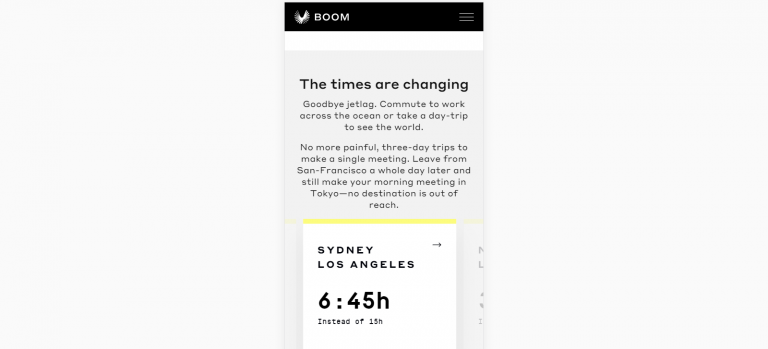 BOOM
The times are changing
Goodbye jetlag. Commute to work
across the ocean or take a day-trip
to see the world.
No more painful, three-day trips to
make a single meeting. Leave from
San-Francisco a whole day later and
still make your morning meeting in
Tokyo—no destination is out of
reach.
SYDNEY
LOS ANGELES
6:45h
Instead of 15h